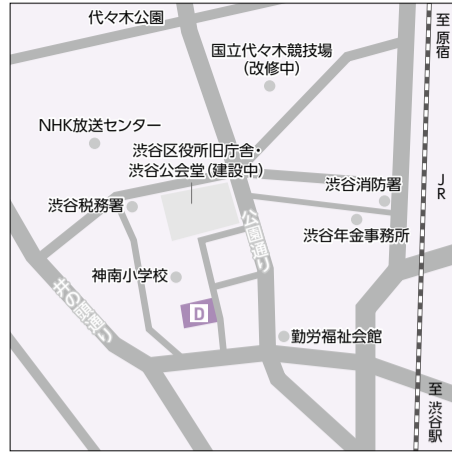 代々木公園
至 原宿
国立代々木競技場
（改修中）
NHK放送センター
渋谷区役所旧庁舎・
渋谷公会堂（建設中）
渋谷消防署
JR
渋谷税務署
公園通り
渋谷年金事務所
神南小学校
井の頭通り
D
勤労福祉会館
至 渋谷駅